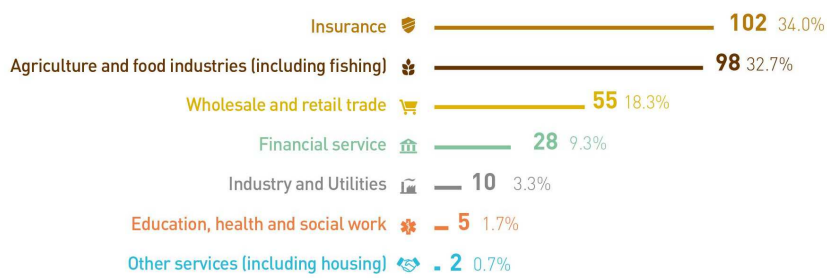 Insurance 102 34.0%
Agriculture and food industries (including fishing) 98 32.7%
Wholesale and retail trade 55 18.3%
Financial service 28 9.3%
Industry and Utilities 10 3.3%
Education, health and social work 5 1.7%
Other services (including housing) 2 0.7%